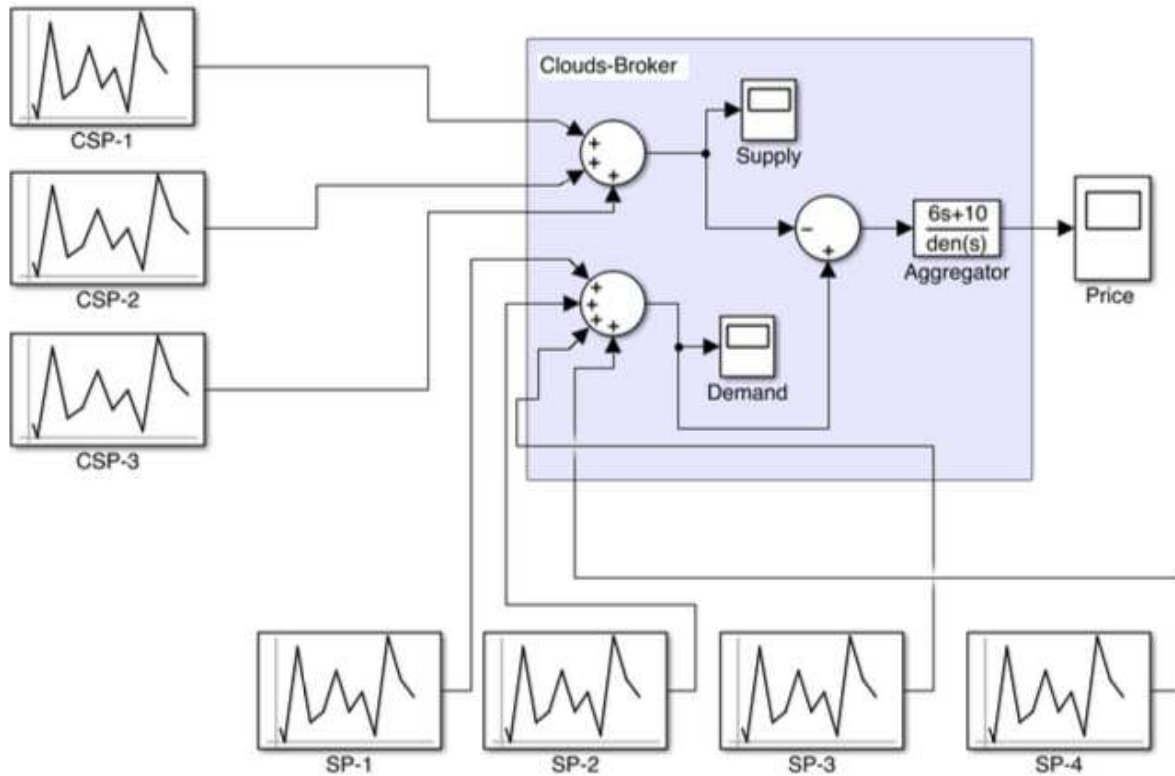 CSP-1
CSP-2
CSP-3
Clouds-Broker
+
+
+
Supply
−
+
6s+10
den(s)
Aggregator
Price
+
+
+
+
Demand
SP-1
SP-2
SP-3
SP-4